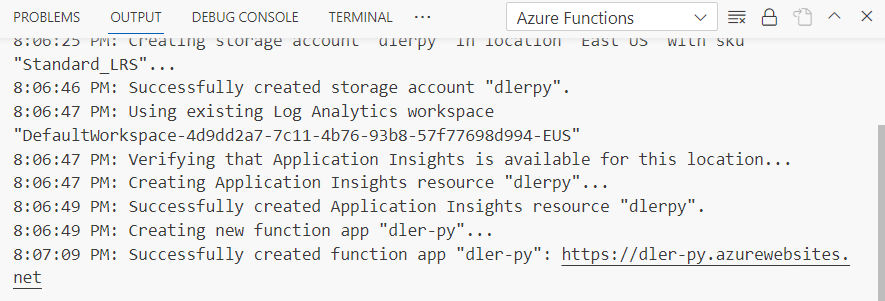 PROBLEMS OUTPUT DEBUG CONSOLE TERMINAL ... Azure Functions
8:06:25 PM: Creating storage account "dlerpy" in location "East US" with sku
"Standard_LRS"...
8:06:46 PM: Successfully created storage account "dlerpy".
8:06:47 PM: Using existing Log Analytics workspace
"DefaultWorkspace-4d9dd2a7-7c11-4b76-93b8-57f77698d994-EUS"
8:06:47 PM: Verifying that Application Insights is available for this location...
8:06:47 PM: Creating Application Insights resource "dlerpy"...
8:06:49 PM: Successfully created Application Insights resource "dlerpy".
8:06:49 PM: Creating new function app "dler-py"...
8:07:09 PM: Successfully created function app "dler-py": https://dler-py.azurewebsites.
net